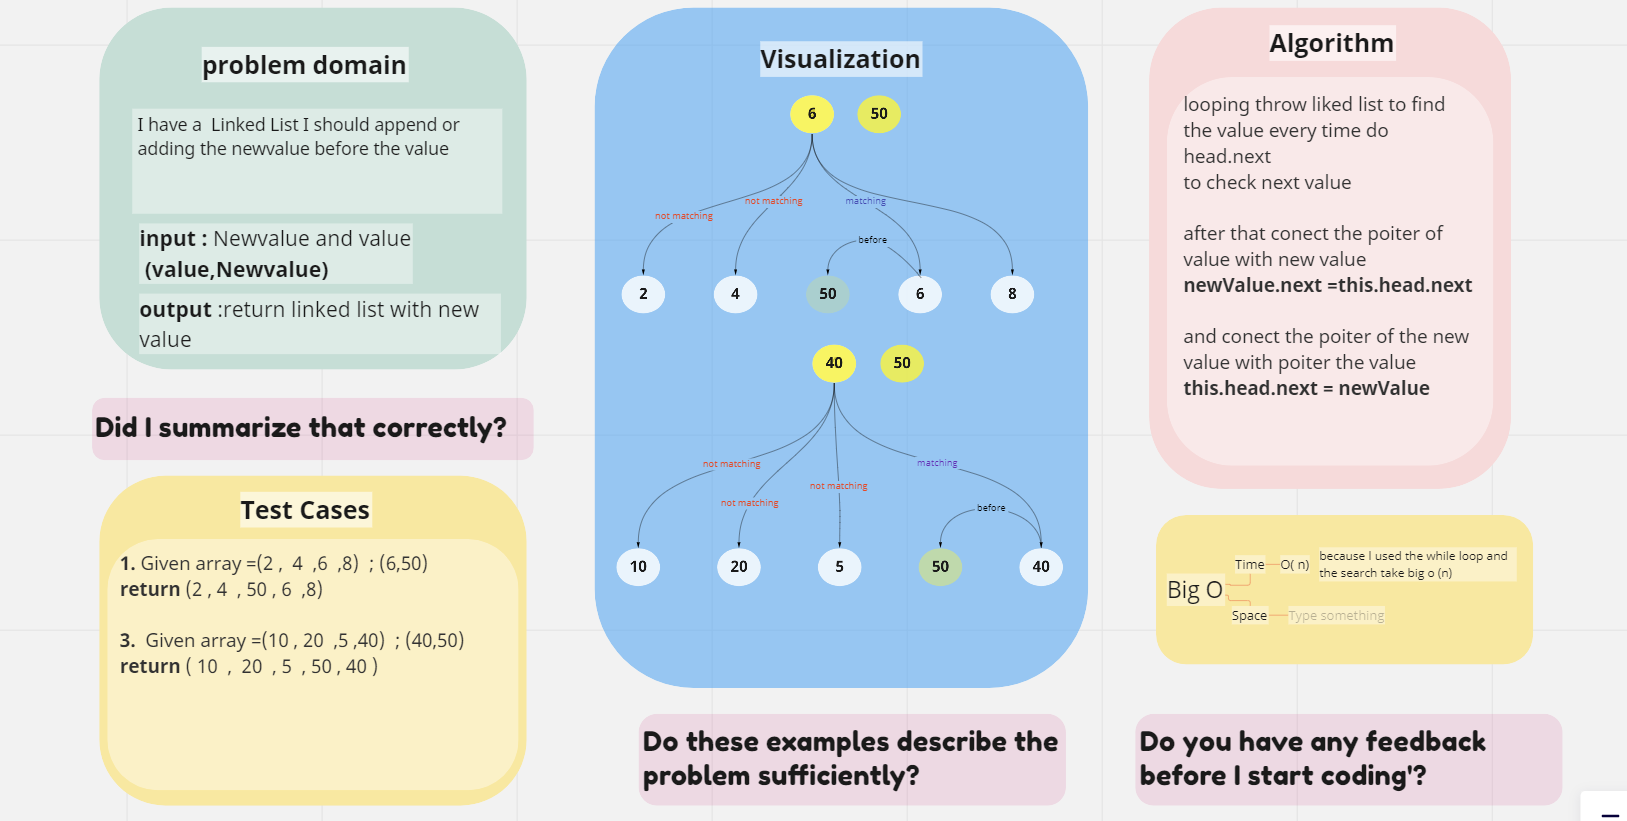 problem domain
I have a  Linked List I should append or
adding the newvalue before the value
input : Newvalue and value
(value,Newvalue)
output :return linked list with new
value
Did I summarize that correctly?
Test Cases
1. Given array =(2 ,  4  ,6  ,8)  ; (6,50)
return (2 , 4  , 50 , 6  ,8)
3.  Given array =(10 , 20  ,5 ,40)  ; (40,50)
return ( 10  ,  20  , 5  , 50 , 40 )
Visualization
6
50
not matching
not matching
matching
before
2
4
50
6
8
40
50
not matching
not matching
not matching
matching
before
10
20
5
50
40
Do these examples describe the
problem sufficiently?
Algorithm
looping throw liked list to find
the value every time do
head.next
to check next value
after that conect the poiter of
value with new value
newValue.next =this.head.next
and conect the poiter of the new
value with poiter the value
this.head.next = newValue
Big O
Time
O( n)
because I used the while loop and
the search take big o (n)
Space
Type something
Do you have any feedback
before I start coding'?